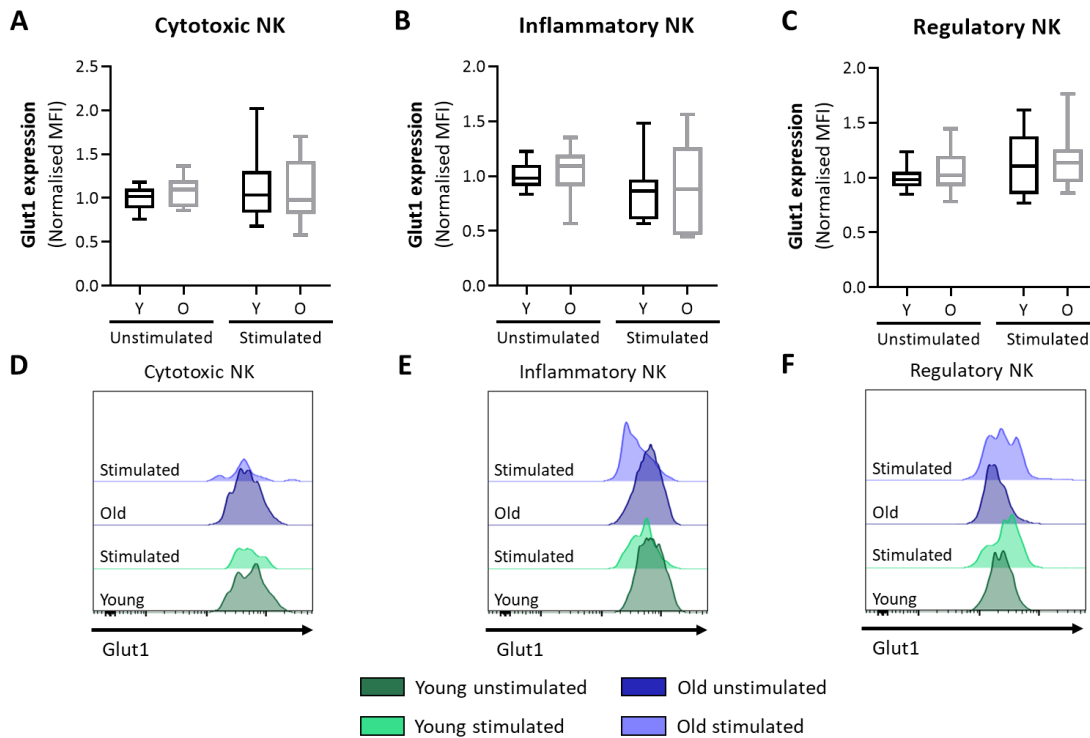 A
Cytotoxic NK
Glut1 expression
(Normalised MFI)
2.5
2.0
1.5
1.0
0.5
0.0
Y O Y O
Unstimulated Stimulated
B
Inflammatory NK
Glut1 expression
(Normalised MFI)
2.0
1.5
1.0
0.5
0.0
Y O Y O
Unstimulated Stimulated
C
Regulatory NK
Glut1 expression
(Normalised MFI)
2.0
1.5
1.0
0.5
0.0
Y O Y O
Unstimulated Stimulated
D
Cytotoxic NK
Stimulated
Old
Stimulated
Young
Glut1
E
Inflammatory NK
Stimulated
Old
Stimulated
Young
Glut1
F
Regulatory NK
Stimulated
Old
Stimulated
Young
Glut1
Young unstimulated
Old unstimulated
Young stimulated
Old stimulated